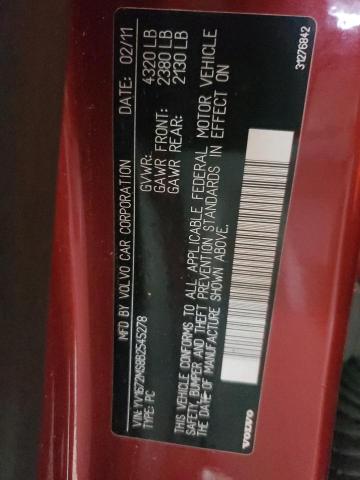 MFD BY VOLVO CAR CORPORATION DATE: 02/11
GVWR: 4320 LB
GAWR FRONT: 2380 LB
GAWR REAR: 2130 LB
VIN: YV1672MS8B2545278
TYPE: PC
THIS VEHICLE CONFORMS TO ALL APPLICABLE FEDERAL MOTOR VEHICLE
SAFETY, BUMPER AND THEFT PREVENTION STANDARDS IN EFFECT ON
THE DATE OF MANUFACTURE SHOWN ABOVE.
VOLVO
31276842